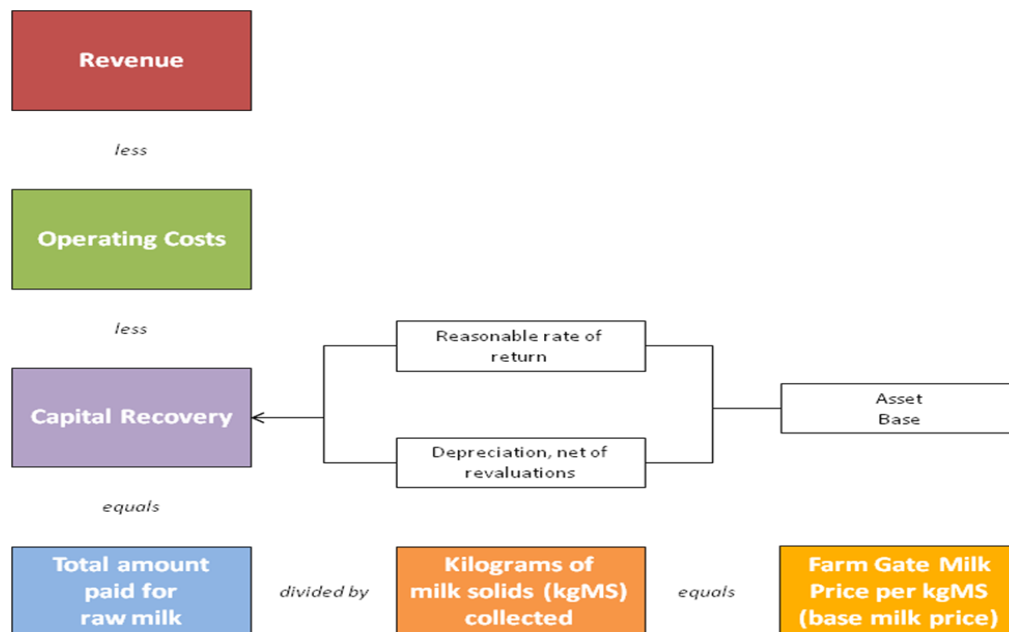 Revenue
less
Operating Costs
less
Reasonable rate of
return
Capital Recovery
Asset
Base
Depreciation, net of
revaluations
equals
Total amount
paid for
raw milk
divided by
Kilograms of
milk solids (kgMS)
collected
equals
Farm Gate Milk
Price per kgMS
(base milk price)